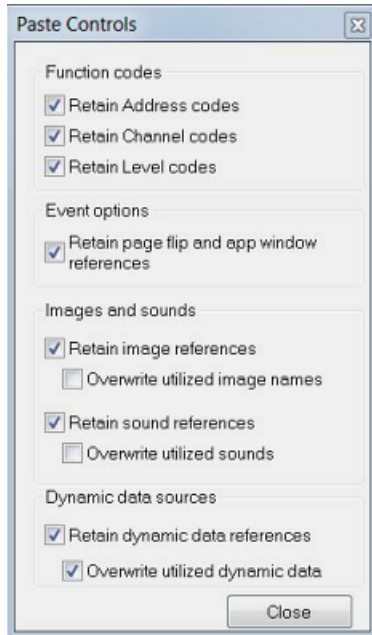 Paste Controls
Function codes
Retain Address codes
Retain Channel codes
Retain Level codes
Event options
Retain page flip and app window
references
Images and sounds
Retain image references
Overwrite utilized image names
Retain sound references
Overwrite utilized sounds
Dynamic data sources
Retain dynamic data references
Overwrite utilized dynamic data
Close